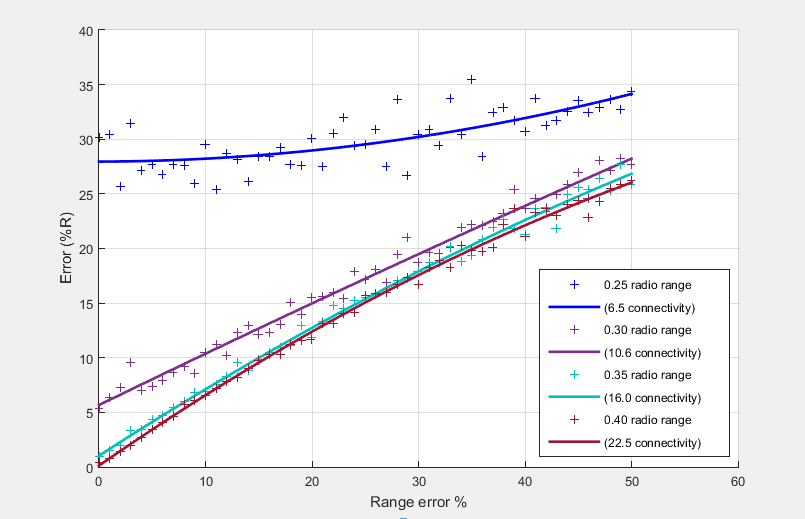 40
35
30
25
20
15
10
5
0
Error (%R)
0.25 radio range
(6.5 connectivity)
0.30 radio range
(10.6 connectivity)
0.35 radio range
(16.0 connectivity)
0.40 radio range
(22.5 connectivity)
0 10 20 30 40 50 60
Range error %